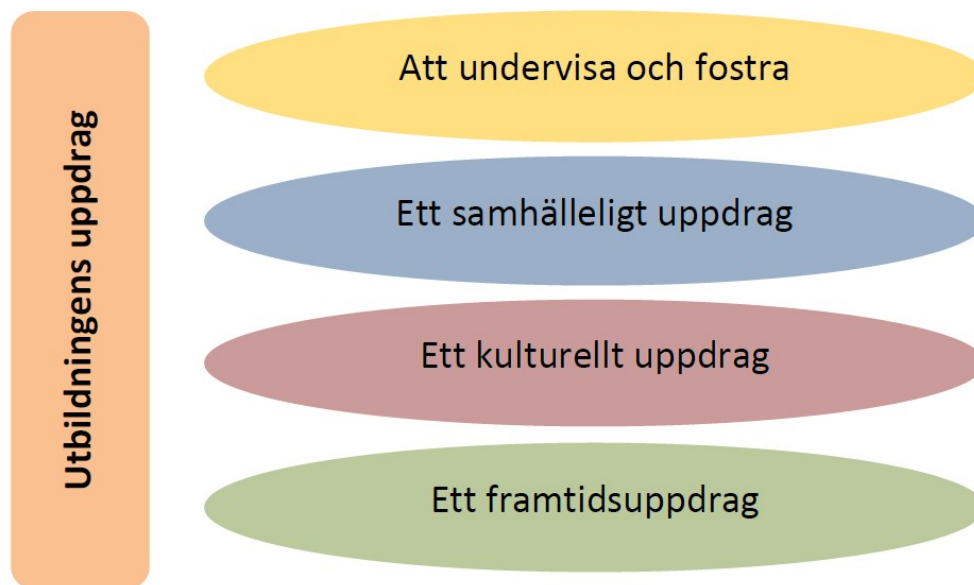 Utbildningens uppdrag
Att undervisa och fostra
Ett samhälleligt uppdrag
Ett kulturellt uppdrag
Ett framtidsuppdrag